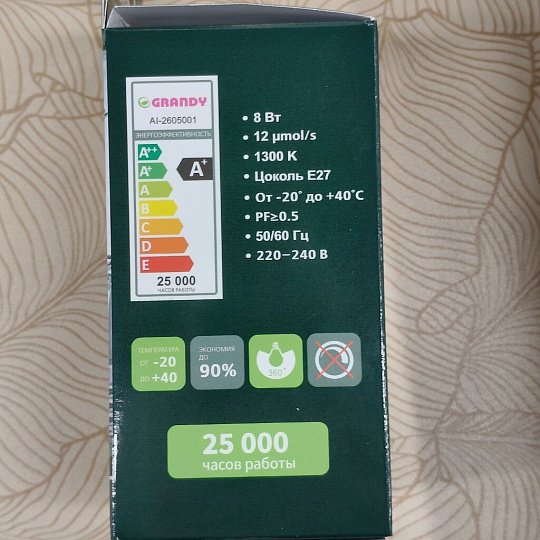 GRANDY
AI-2605001
ЭНЕРГОЭФФЕКТИВНОСТЬ
A++
A+
A+
A
B
C
D
E
25 000
ЧАСОВ РАБОТЫ
• 8 Вт
• 12 μmol/s
• 1300 K
• Цоколь E27
• От -20° до +40°C
• PF≥0.5
• 50/60 Гц
• 220–240 В
ТЕМПЕРАТУРА
от -20
до +40
ЭКОНОМИЯ
ДО
90%
360°
25 000
часов работы